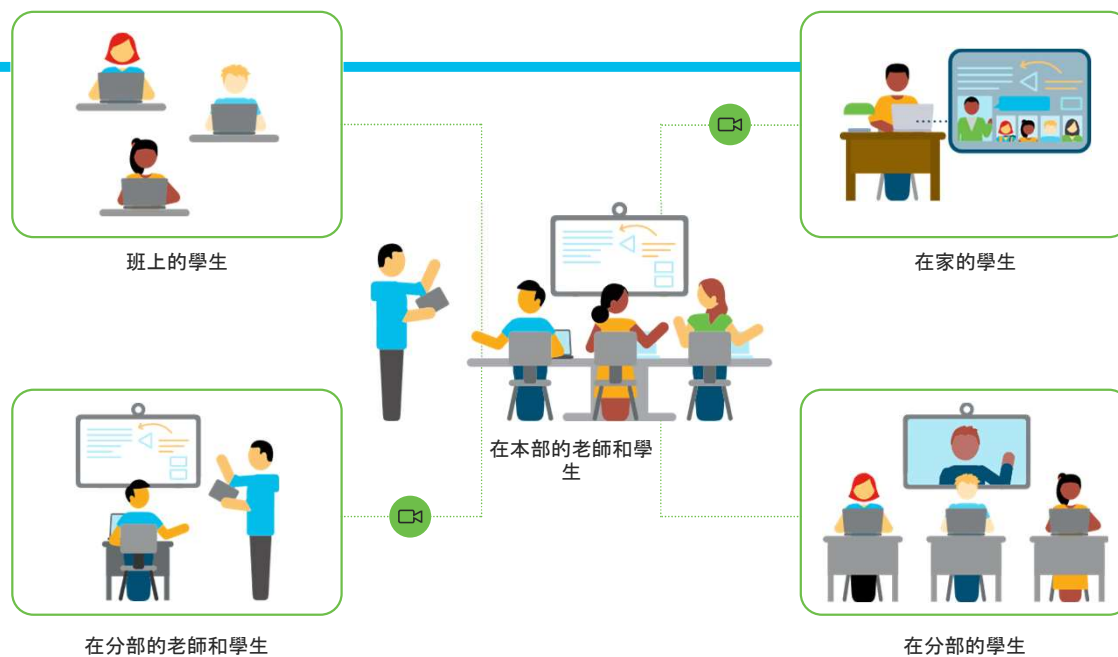 班上的學生
在家的學生
在本部的老師和學
生
在分部的老師和學生
在分部的學生